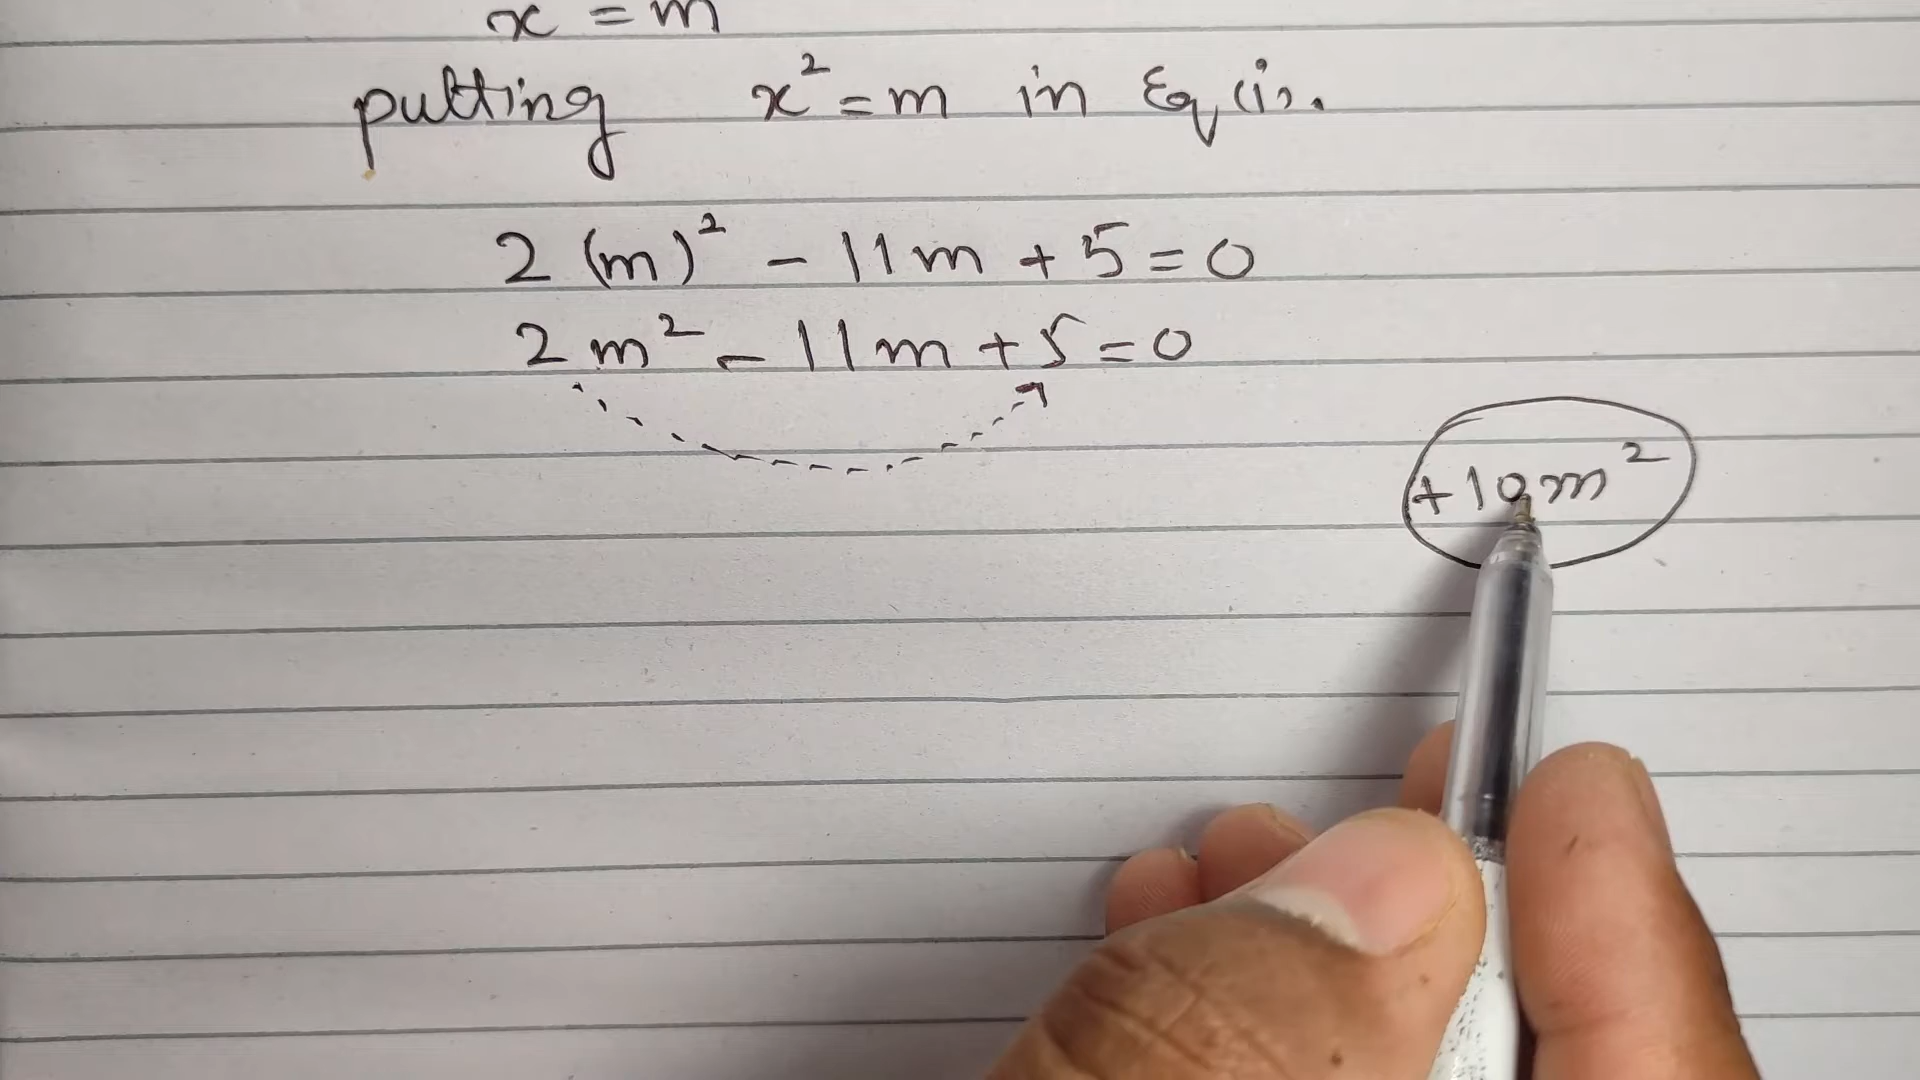 x = m
putting x² = m in Eq (i).
2 (m)² - 11m + 5 = 0
2m² - 11m + 5 = 0
+10m²